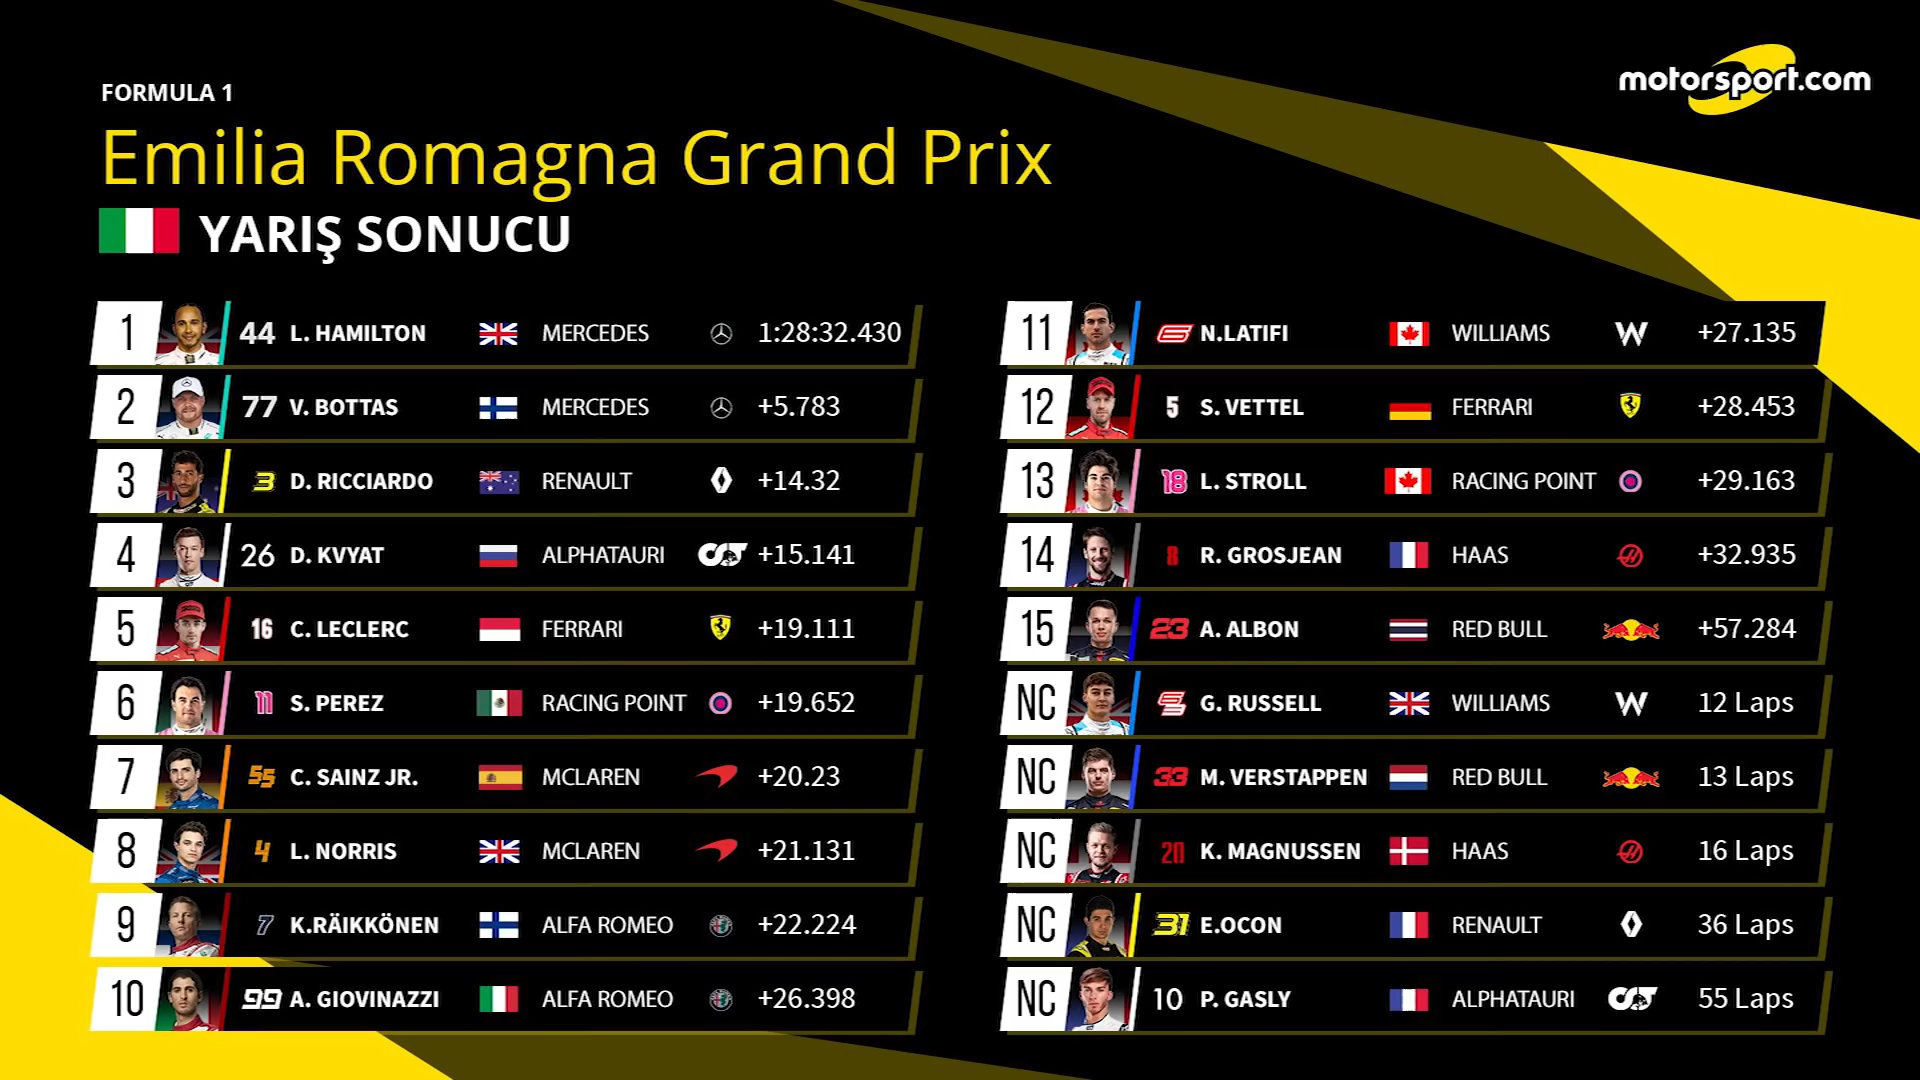 motorsport.com
FORMULA 1
Emilia Romagna Grand Prix
YARIŞ SONUCU
1 44 L. HAMILTON MERCEDES 1:28:32.430
2 77 V. BOTTAS MERCEDES +5.783
3 3 D. RICCIARDO RENAULT +14.32
4 26 D. KVYAT ALPHATAURI +15.141
5 16 C. LECLERC FERRARI +19.111
6 11 S. PEREZ RACING POINT +19.652
7 55 C. SAINZ JR. MCLAREN +20.23
8 4 L. NORRIS MCLAREN +21.131
9 7 K.RÄIKKÖNEN ALFA ROMEO +22.224
10 99 A. GIOVINAZZI ALFA ROMEO +26.398
11 6 N.LATIFI WILLIAMS W +27.135
12 5 S. VETTEL FERRARI +28.453
13 18 L. STROLL RACING POINT +29.163
14 8 R. GROSJEAN HAAS +32.935
15 23 A. ALBON RED BULL +57.284
NC 63 G. RUSSELL WILLIAMS W 12 Laps
NC 33 M. VERSTAPPEN RED BULL 13 Laps
NC 20 K. MAGNUSSEN HAAS 16 Laps
NC 31 E.OCON RENAULT 36 Laps
NC 10 P. GASLY ALPHATAURI 55 Laps